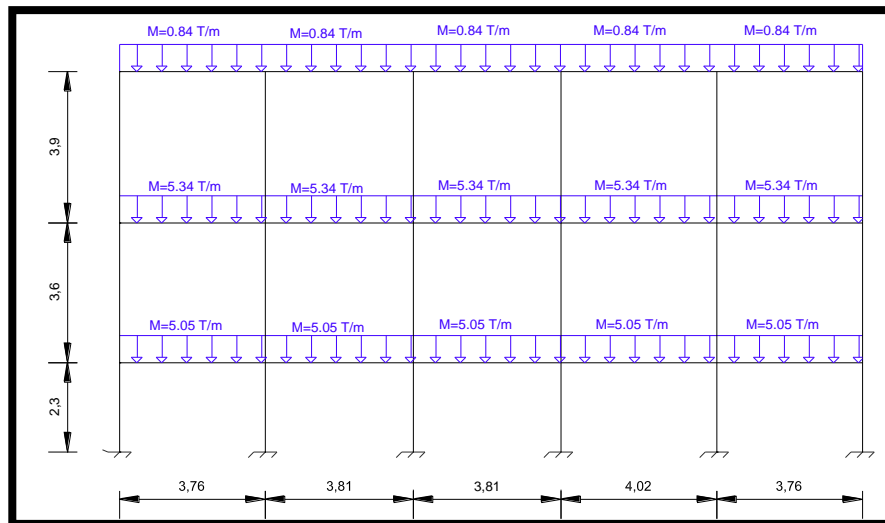 M=0.84 T/m M=0.84 T/m M=0.84 T/m M=0.84 T/m M=0.84 T/m
3,9
M=5.34 T/m M=5.34 T/m M=5.34 T/m M=5.34 T/m M=5.34 T/m
3,6
M=5.05 T/m M=5.05 T/m M=5.05 T/m M=5.05 T/m M=5.05 T/m
2,3
3,76 3,81 3,81 4,02 3,76